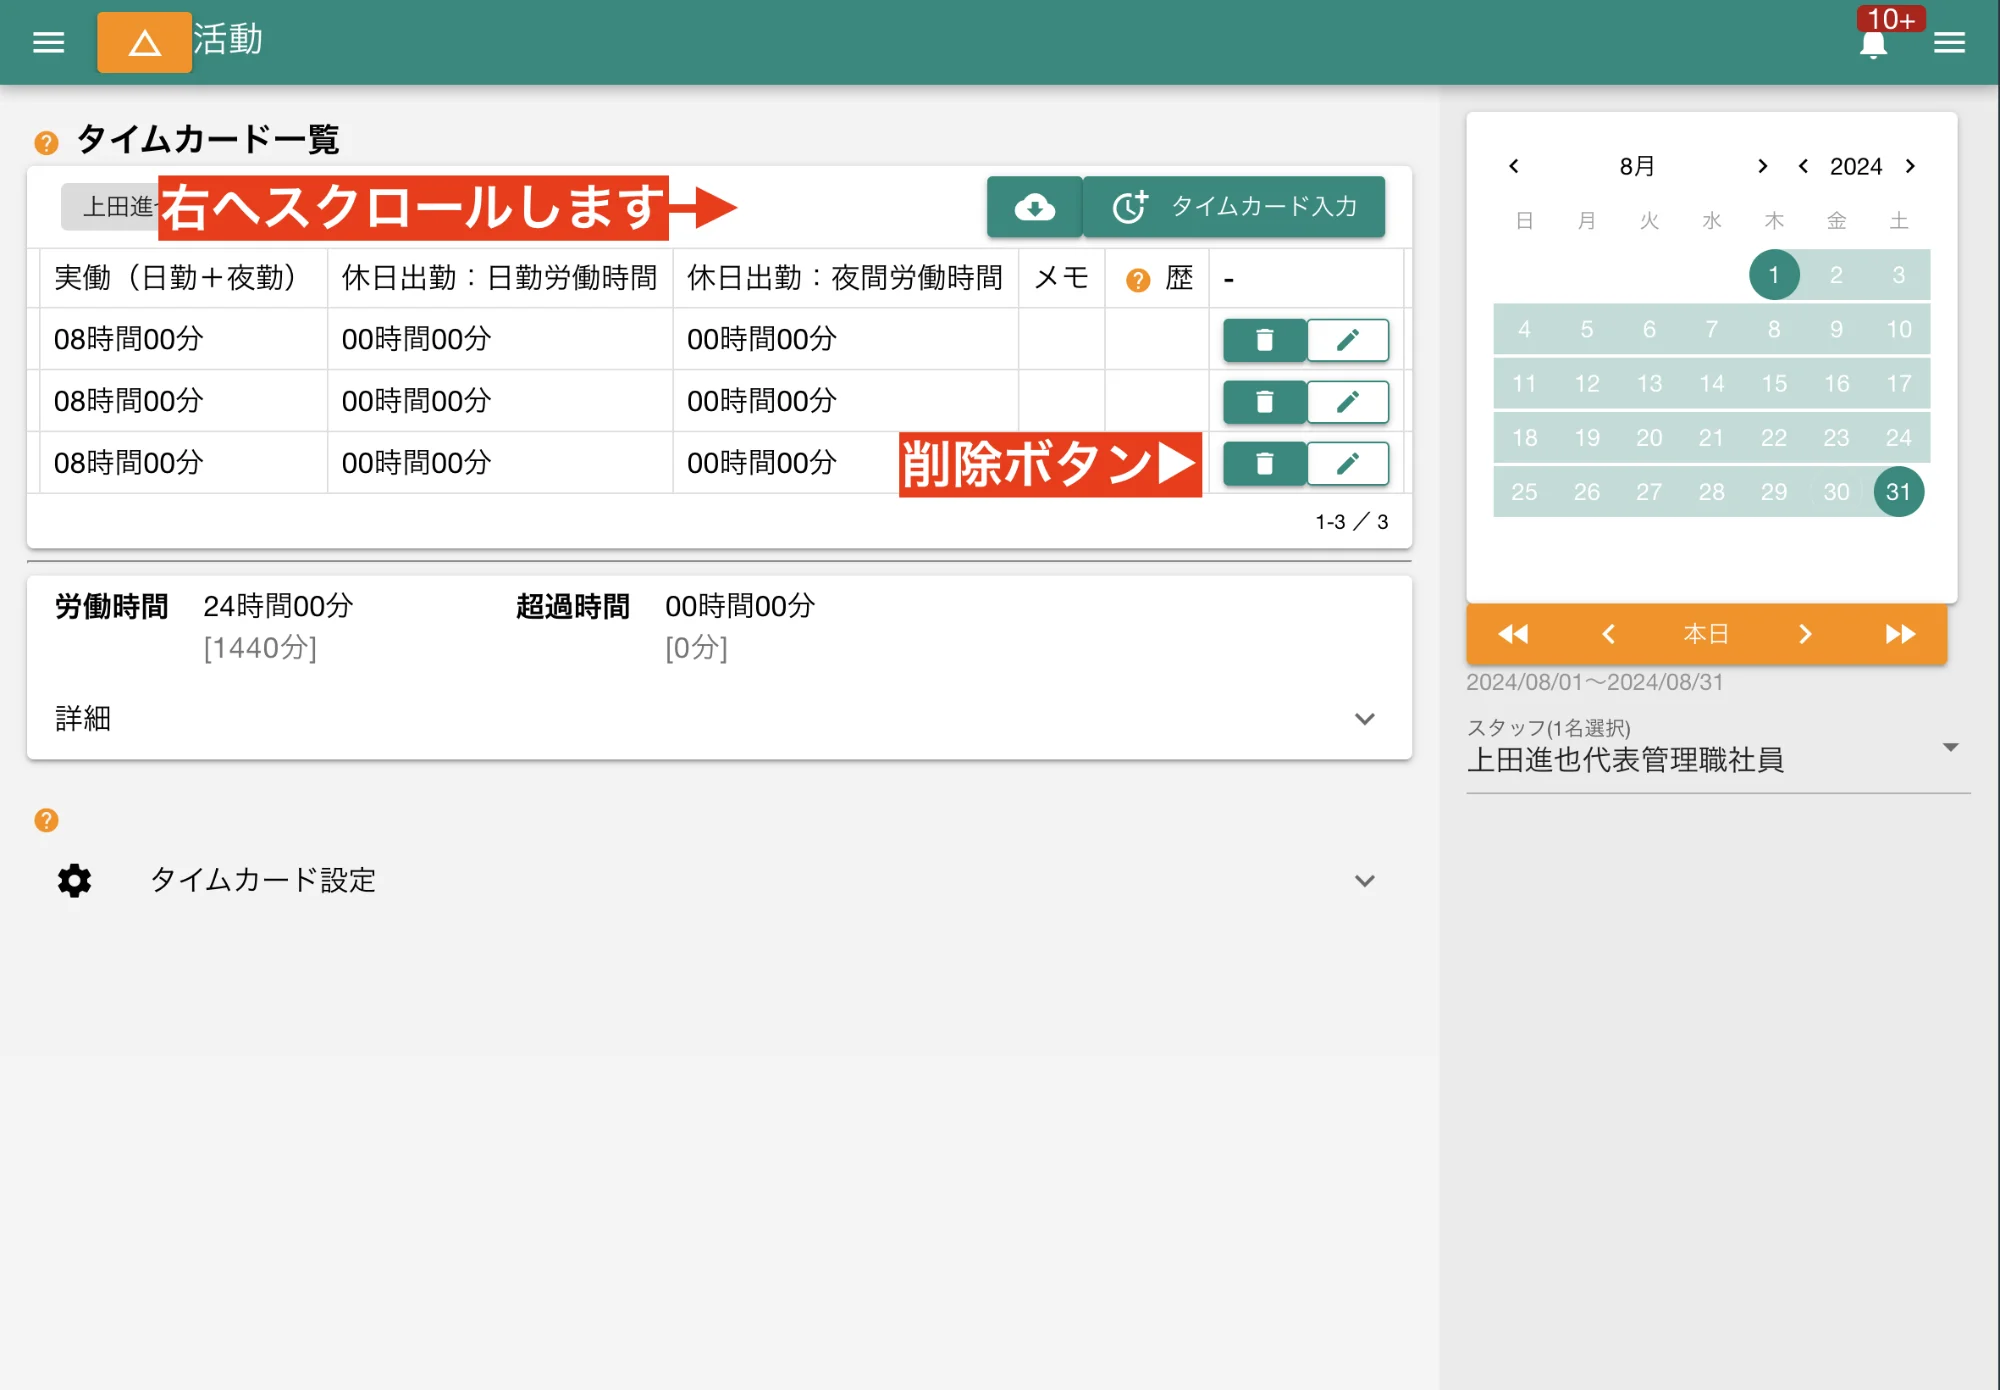 活動
10+
タイムカード一覧
上田進
右へスクロールします
タイムカード入力
実働（日勤＋夜勤） 休日出勤：日勤労働時間 休日出勤：夜間労働時間 メモ ? 歴 -
08時間00分 00時間00分 00時間00分
08時間00分 00時間00分 00時間00分
08時間00分 00時間00分 00時間00分
削除ボタン▶
1-3 ／ 3
労働時間 24時間00分 超過時間 00時間00分
[1440分] [0分]
詳細
?
タイムカード設定
8月 2024
日 月 火 水 木 金 土
1 2 3
4 5 6 7 8 9 10
11 12 13 14 15 16 17
18 19 20 21 22 23 24
25 26 27 28 29 30 31
本日
2024/08/01～2024/08/31
スタッフ(1名選択)
上田進也代表管理職社員